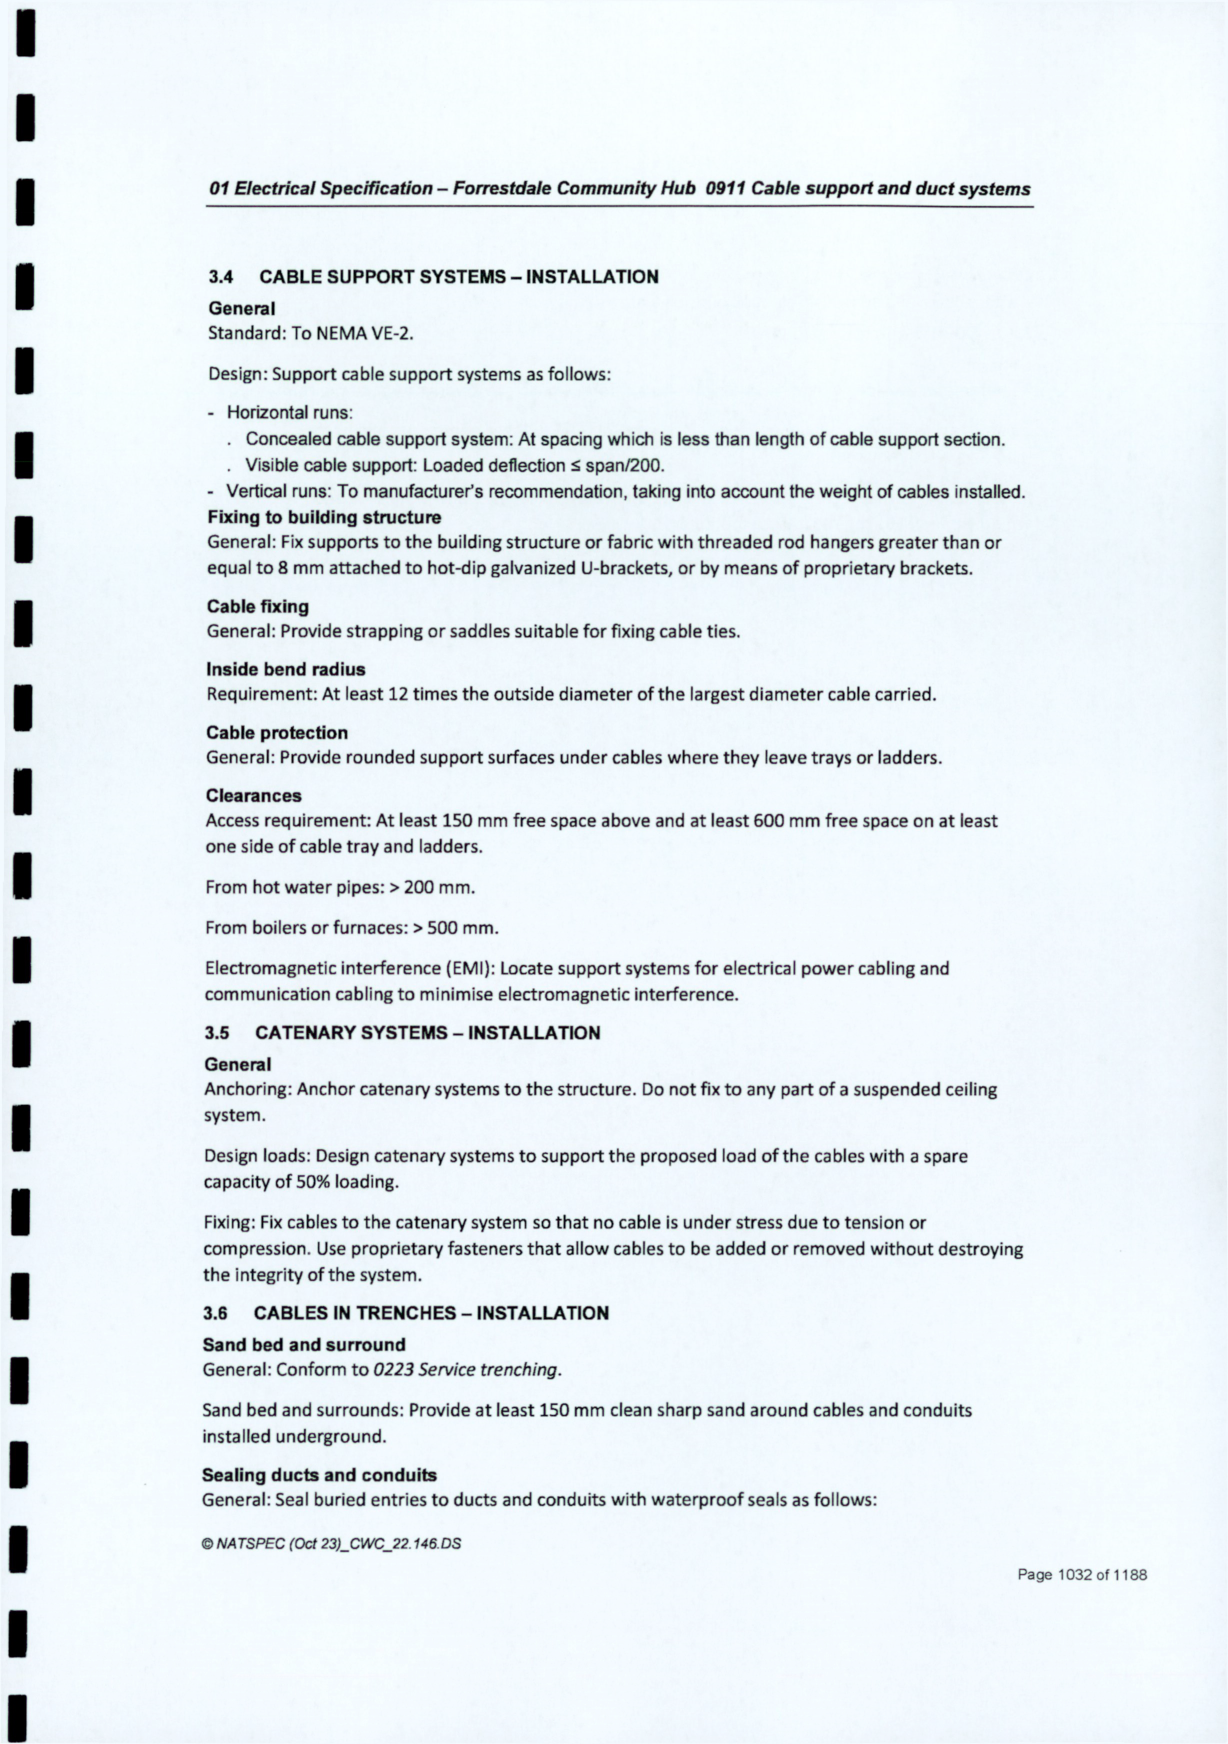 01 Electrical Specification – Forrestdale Community Hub 0911 Cable support and duct systems
3.4 CABLE SUPPORT SYSTEMS – INSTALLATION
General
Standard: To NEMA VE-2.
Design: Support cable support systems as follows:
- Horizontal runs:
. Concealed cable support system: At spacing which is less than length of cable support section.
. Visible cable support: Loaded deflection ≤ span/200.
- Vertical runs: To manufacturer's recommendation, taking into account the weight of cables installed.
Fixing to building structure
General: Fix supports to the building structure or fabric with threaded rod hangers greater than or
equal to 8 mm attached to hot-dip galvanized U-brackets, or by means of proprietary brackets.
Cable fixing
General: Provide strapping or saddles suitable for fixing cable ties.
Inside bend radius
Requirement: At least 12 times the outside diameter of the largest diameter cable carried.
Cable protection
General: Provide rounded support surfaces under cables where they leave trays or ladders.
Clearances
Access requirement: At least 150 mm free space above and at least 600 mm free space on at least
one side of cable tray and ladders.
From hot water pipes: > 200 mm.
From boilers or furnaces: > 500 mm.
Electromagnetic interference (EMI): Locate support systems for electrical power cabling and
communication cabling to minimise electromagnetic interference.
3.5 CATENARY SYSTEMS – INSTALLATION
General
Anchoring: Anchor catenary systems to the structure. Do not fix to any part of a suspended ceiling
system.
Design loads: Design catenary systems to support the proposed load of the cables with a spare
capacity of 50% loading.
Fixing: Fix cables to the catenary system so that no cable is under stress due to tension or
compression. Use proprietary fasteners that allow cables to be added or removed without destroying
the integrity of the system.
3.6 CABLES IN TRENCHES – INSTALLATION
Sand bed and surround
General: Conform to 0223 Service trenching.
Sand bed and surrounds: Provide at least 150 mm clean sharp sand around cables and conduits
installed underground.
Sealing ducts and conduits
General: Seal buried entries to ducts and conduits with waterproof seals as follows:
© NATSPEC (Oct 23)_CWC_22.146.DS
Page 1032 of 1188